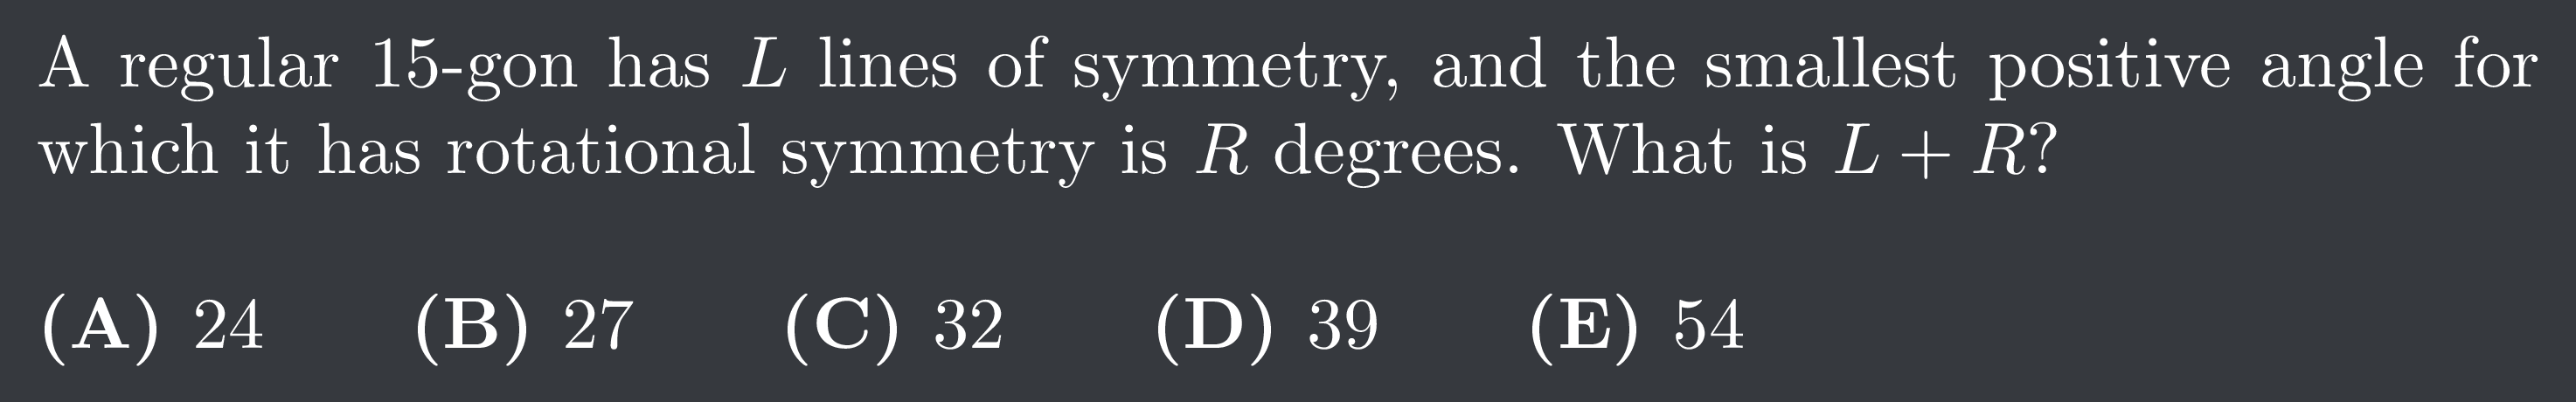 A regular 15-gon has L lines of symmetry, and the smallest positive angle for
which it has rotational symmetry is R degrees. What is L + R?
(A) 24 (B) 27 (C) 32 (D) 39 (E) 54